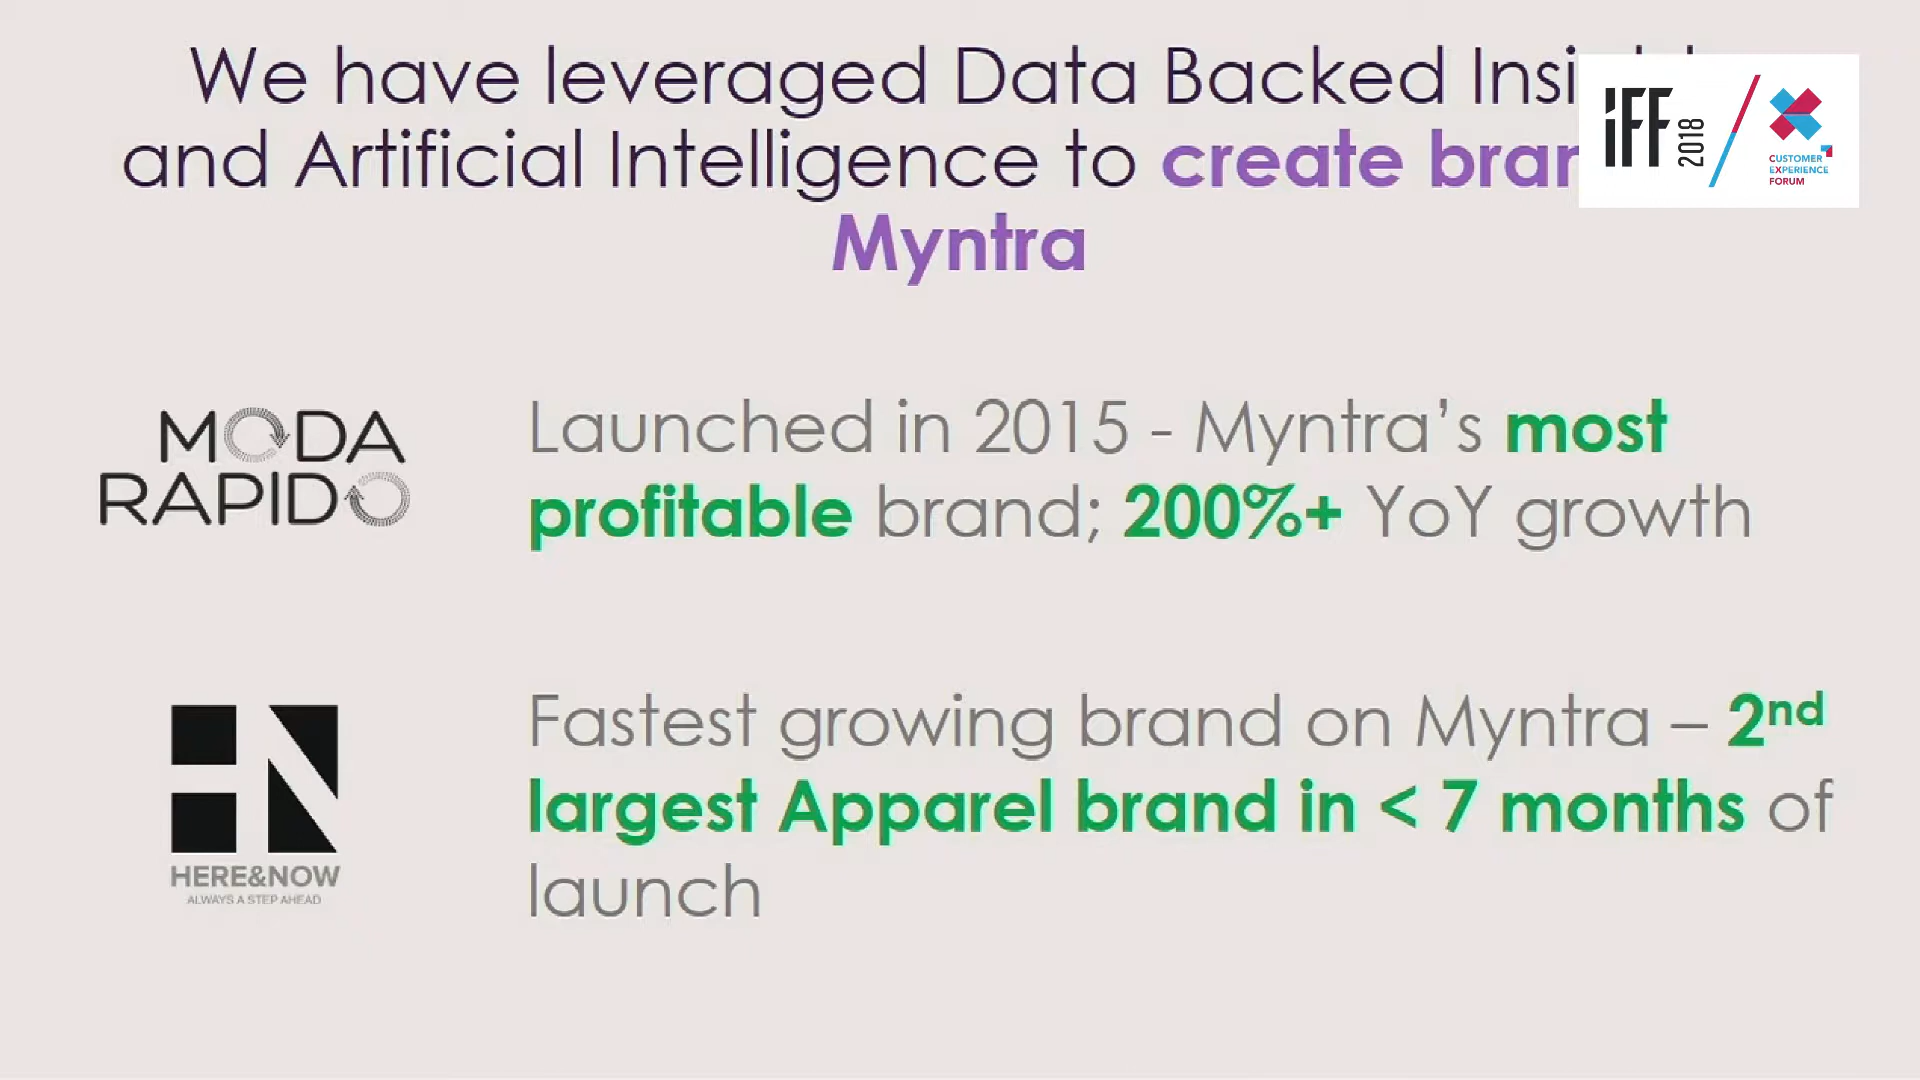 We have leveraged Data Backed
and Artificial Intelligence to create
Myntra
IFF 2018
CUSTOMER
EXPERIENCE
FORUM
MODA
RAPIDO
Launched in 2015 - Myntra's most
profitable brand; 200%+ YoY growth
HN
HERE&NOW
ALWAYS A STEP AHEAD
Fastest growing brand on Myntra – 2nd
largest Apparel brand in < 7 months of
launch